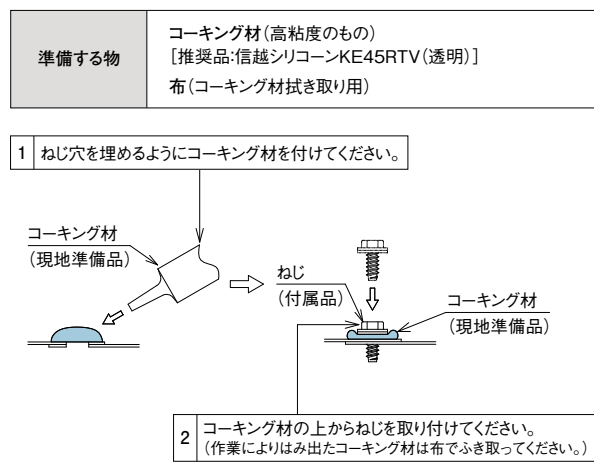 準備する物
コーキング材(高粘度のもの)
[推奨品:信越シリコーンKE45RTV(透明)]
布(コーキング材拭き取り用)
1 ねじ穴を埋めるようにコーキング材を付けてください。
コーキング材
(現地準備品)
ねじ
(付属品)
コーキング材
(現地準備品)
2 コーキング材の上からねじを取り付けてください。
(作業によりはみ出たコーキング材は布でふき取ってください。)